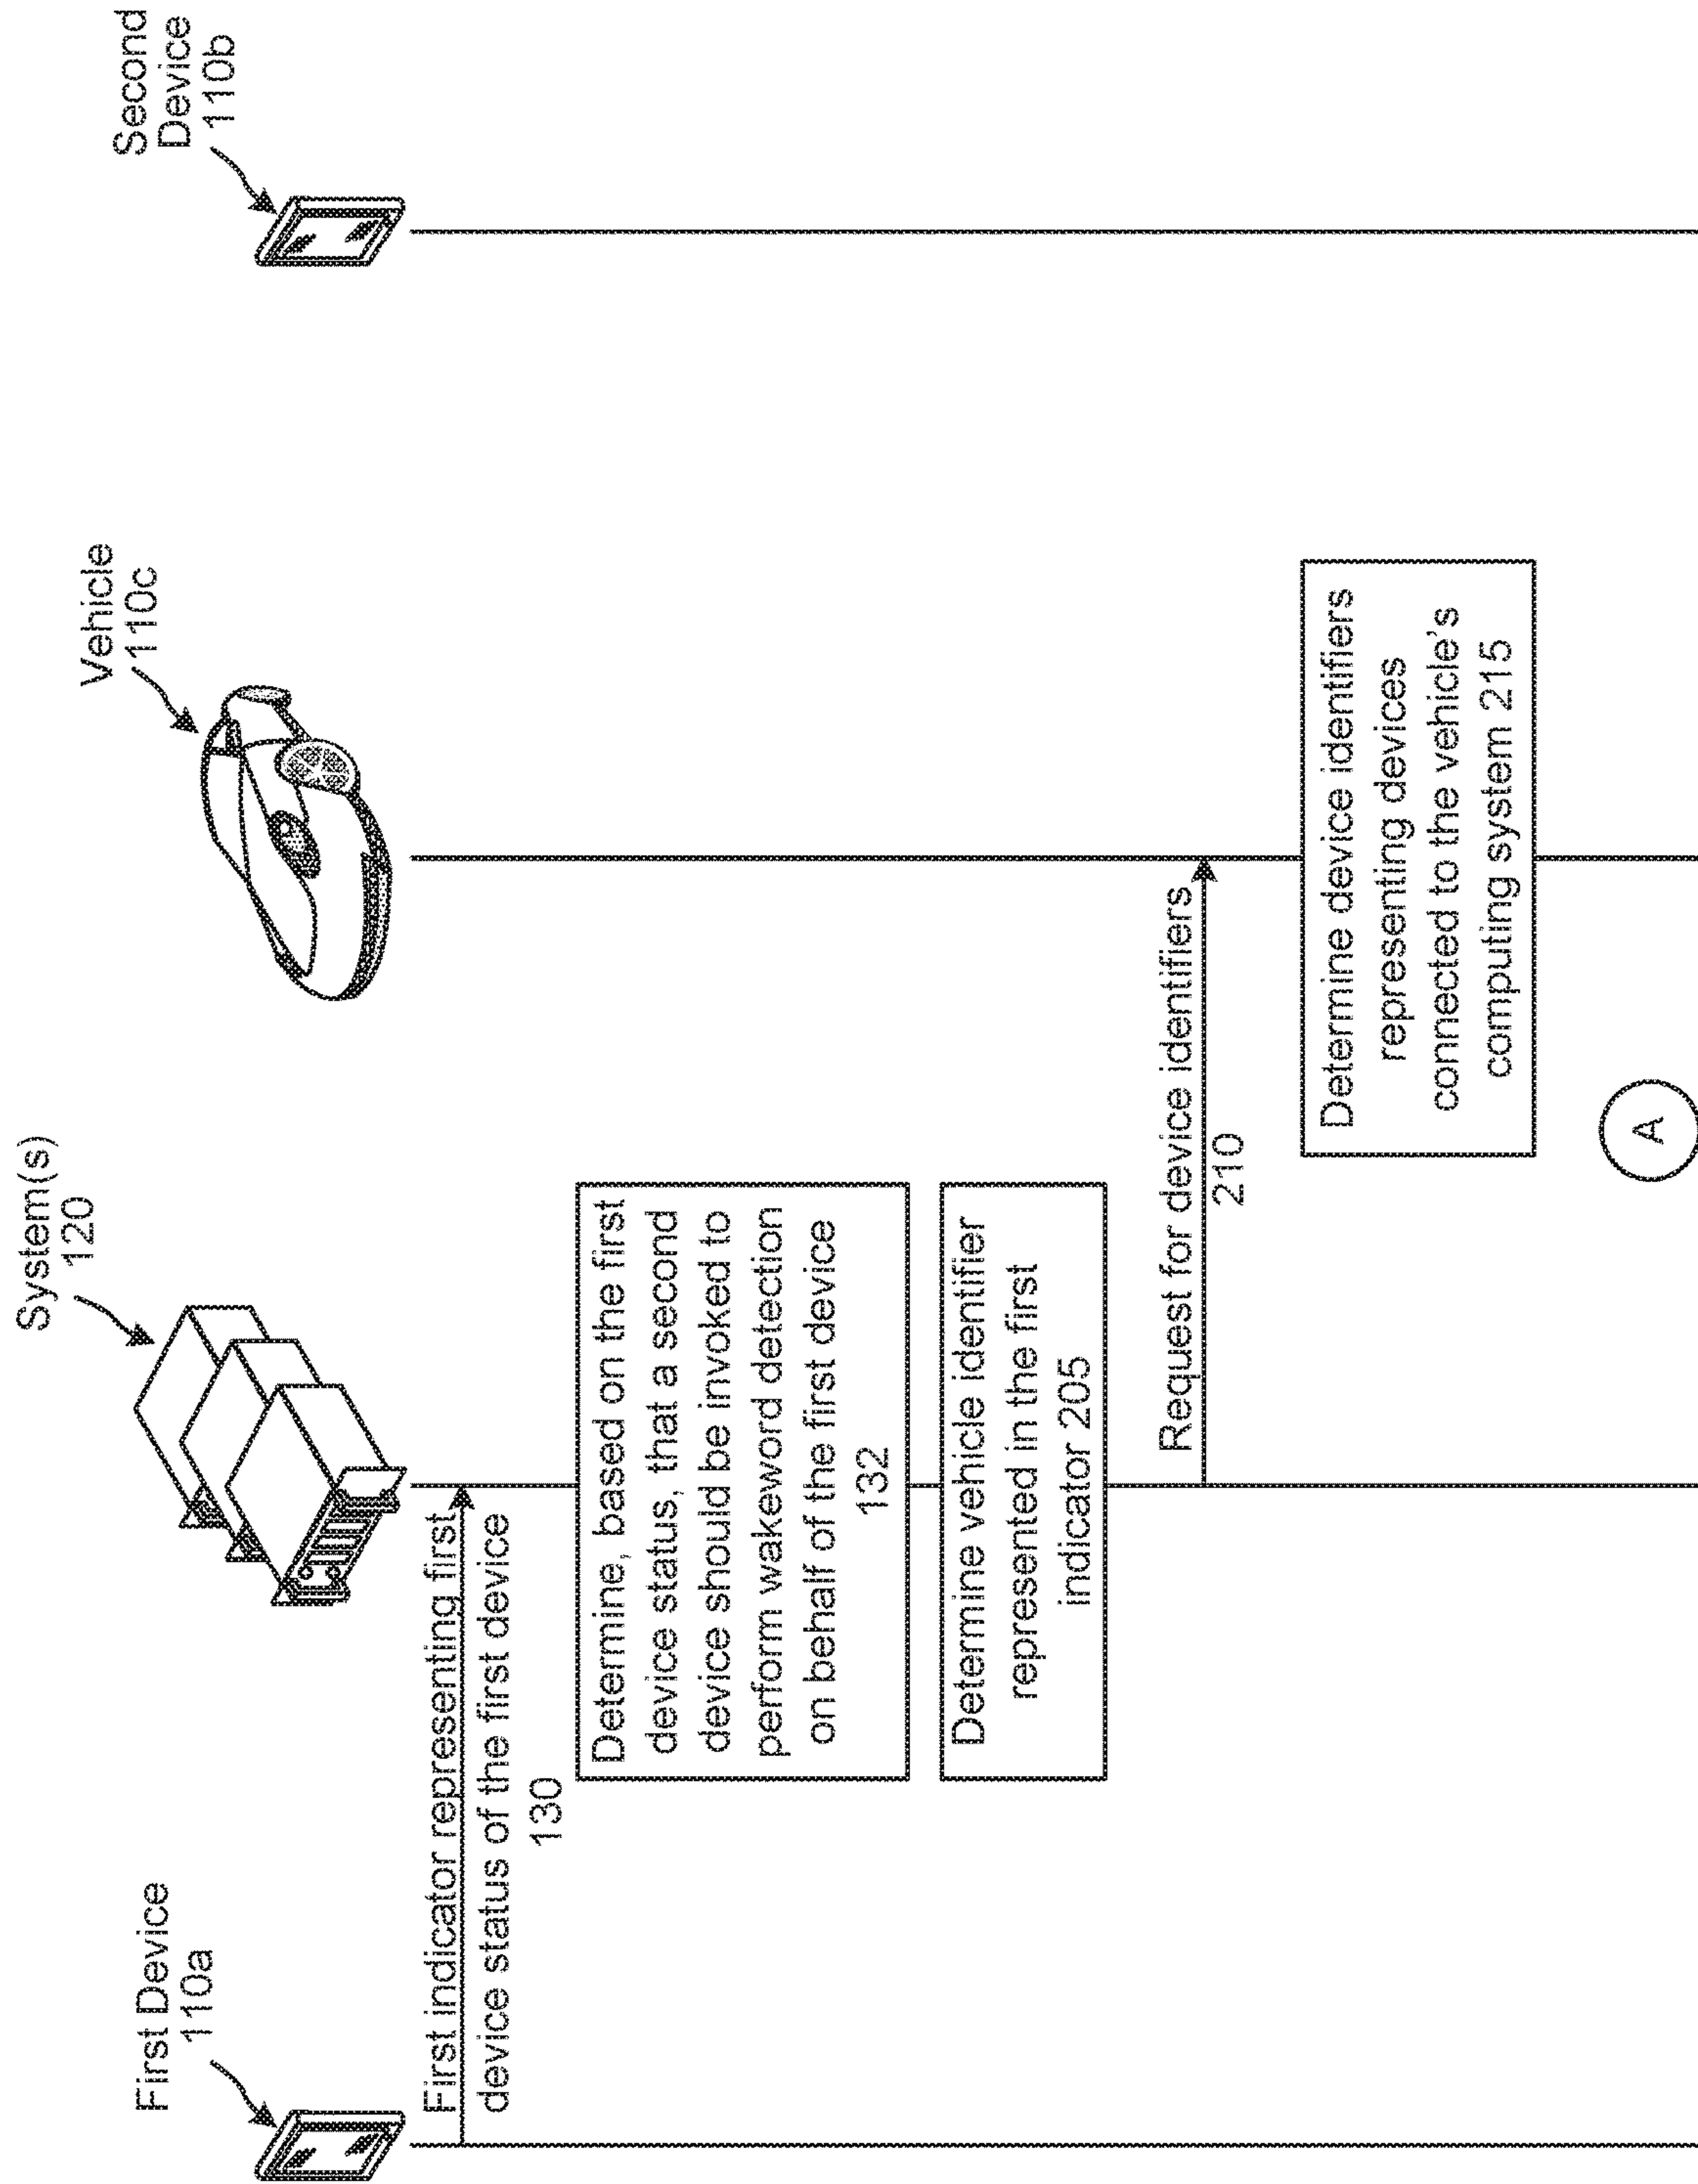 First Device
110a
System(s)
120
Vehicle
110c
Second
Device
110b
First indicator representing first
device status of the first device
130
Determine, based on the first
device status, that a second
device should be invoked to
perform wakeword detection
on behalf of the first device
132
Determine vehicle identifier
represented in the first
indicator 205
Request for device identifiers
210
Determine device identifiers
representing devices
connected to the vehicle's
computing system 215
A